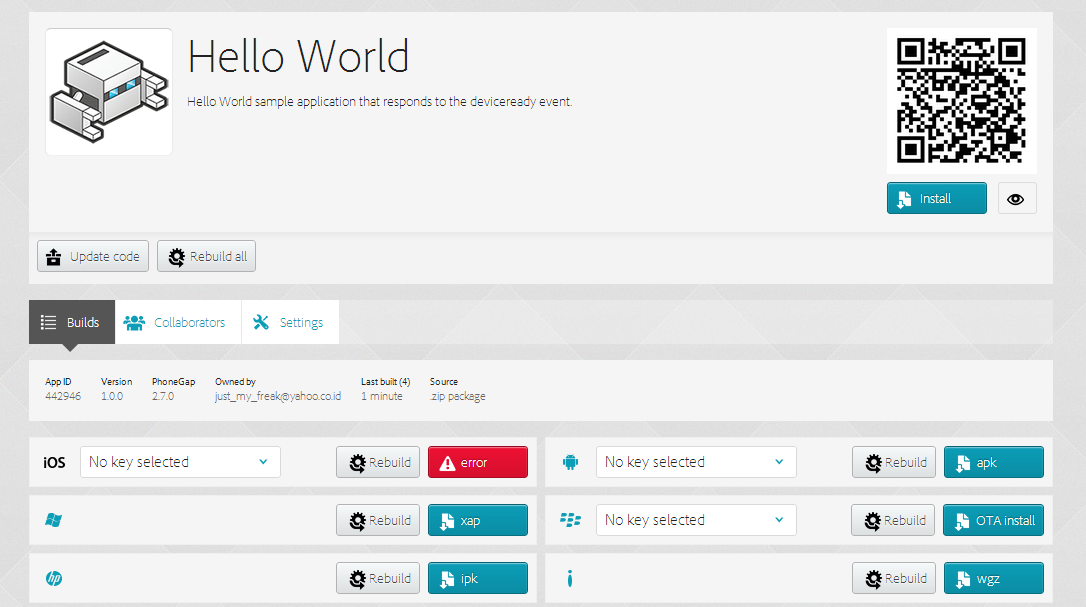 Hello World
Hello World sample application that responds to the deviceready event.
Install
Update code
Rebuild all
Builds
Collaborators
Settings
App ID
442946
Version
1.0.0
PhoneGap
2.7.0
Owned by
just_my_freak@yahoo.co.id
Last built (4)
1 minute
Source
.zip package
iOS No key selected Rebuild error
No key selected Rebuild apk
Rebuild xap
No key selected Rebuild OTA install
hp Rebuild ipk
Rebuild wgz